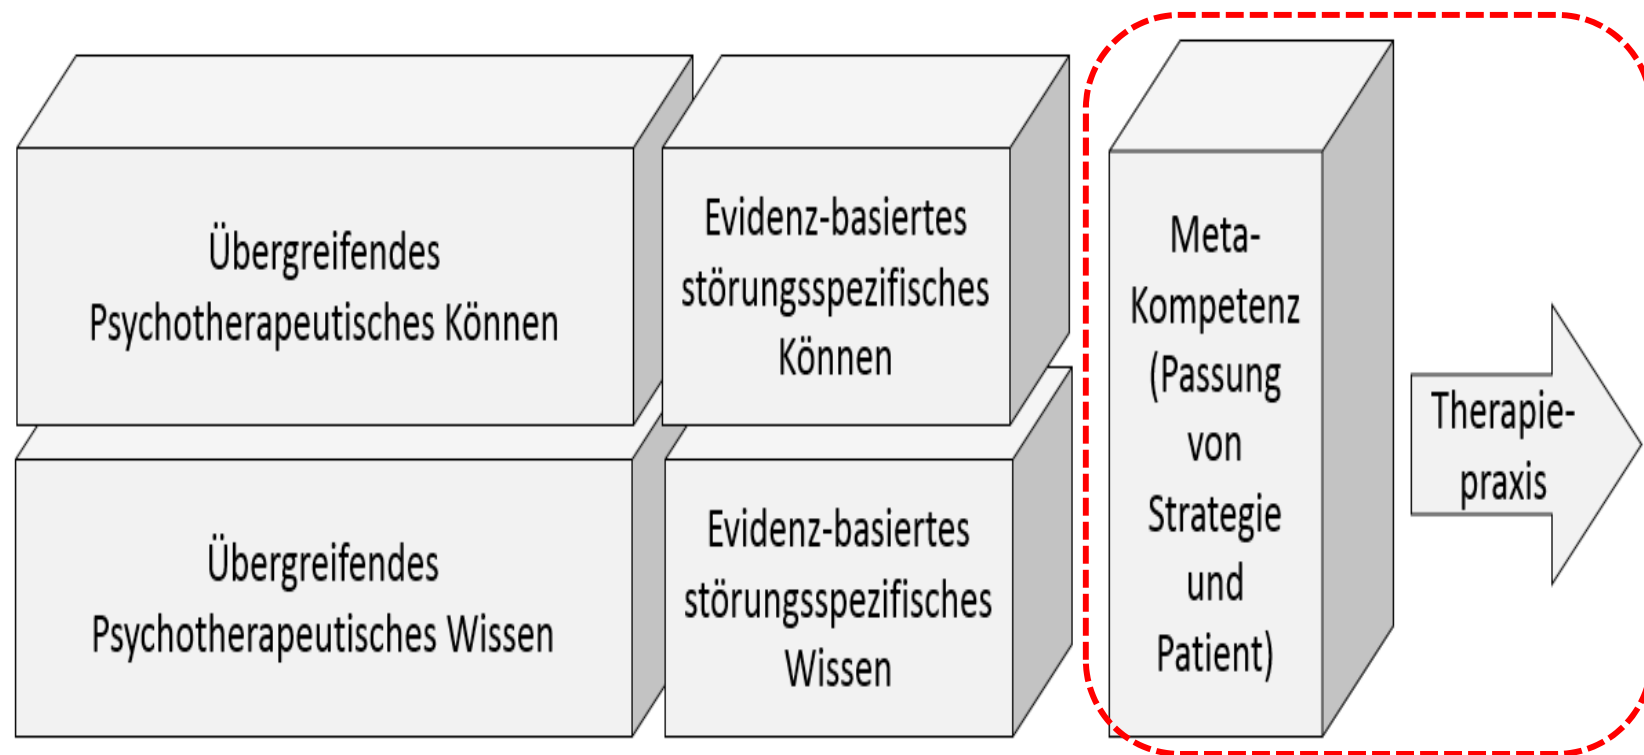 Übergreifendes
Psychotherapeutisches Können
Evidenz-basiertes
störungsspezifisches
Können
Übergreifendes
Psychotherapeutisches Wissen
Evidenz-basiertes
störungsspezifisches
Wissen
Meta-
Kompetenz
(Passung
von
Strategie
und
Patient)
Therapie-
praxis